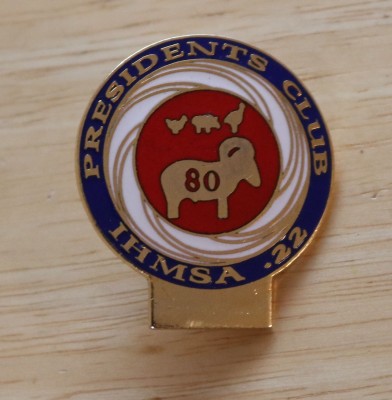 PRESIDENTS CLUB
80
IHMSA .22